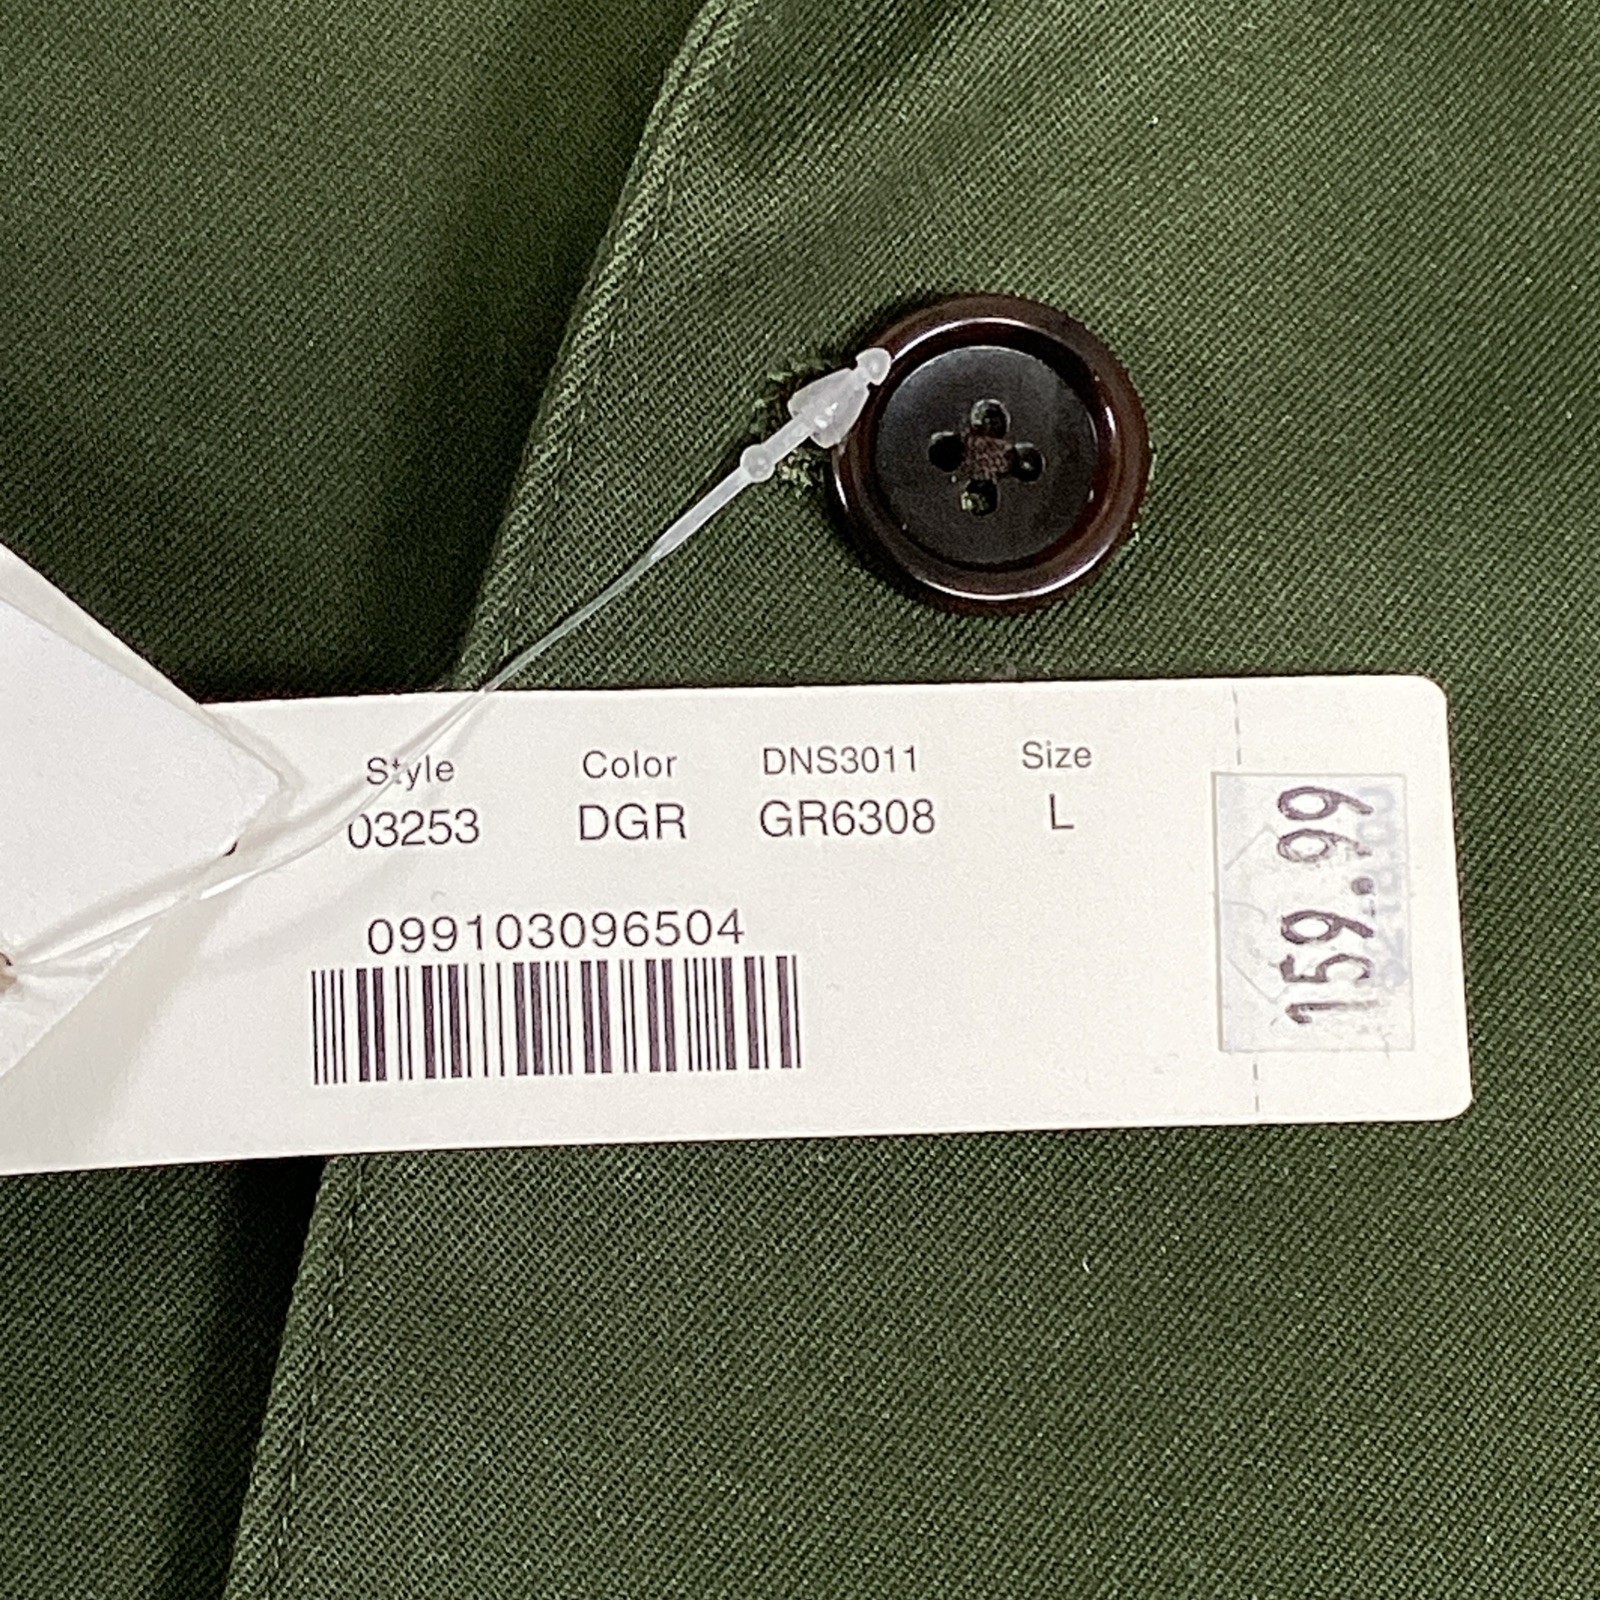 Style Color DNS3011 Size
03253 DGR GR6308 L
099103096504
159.99